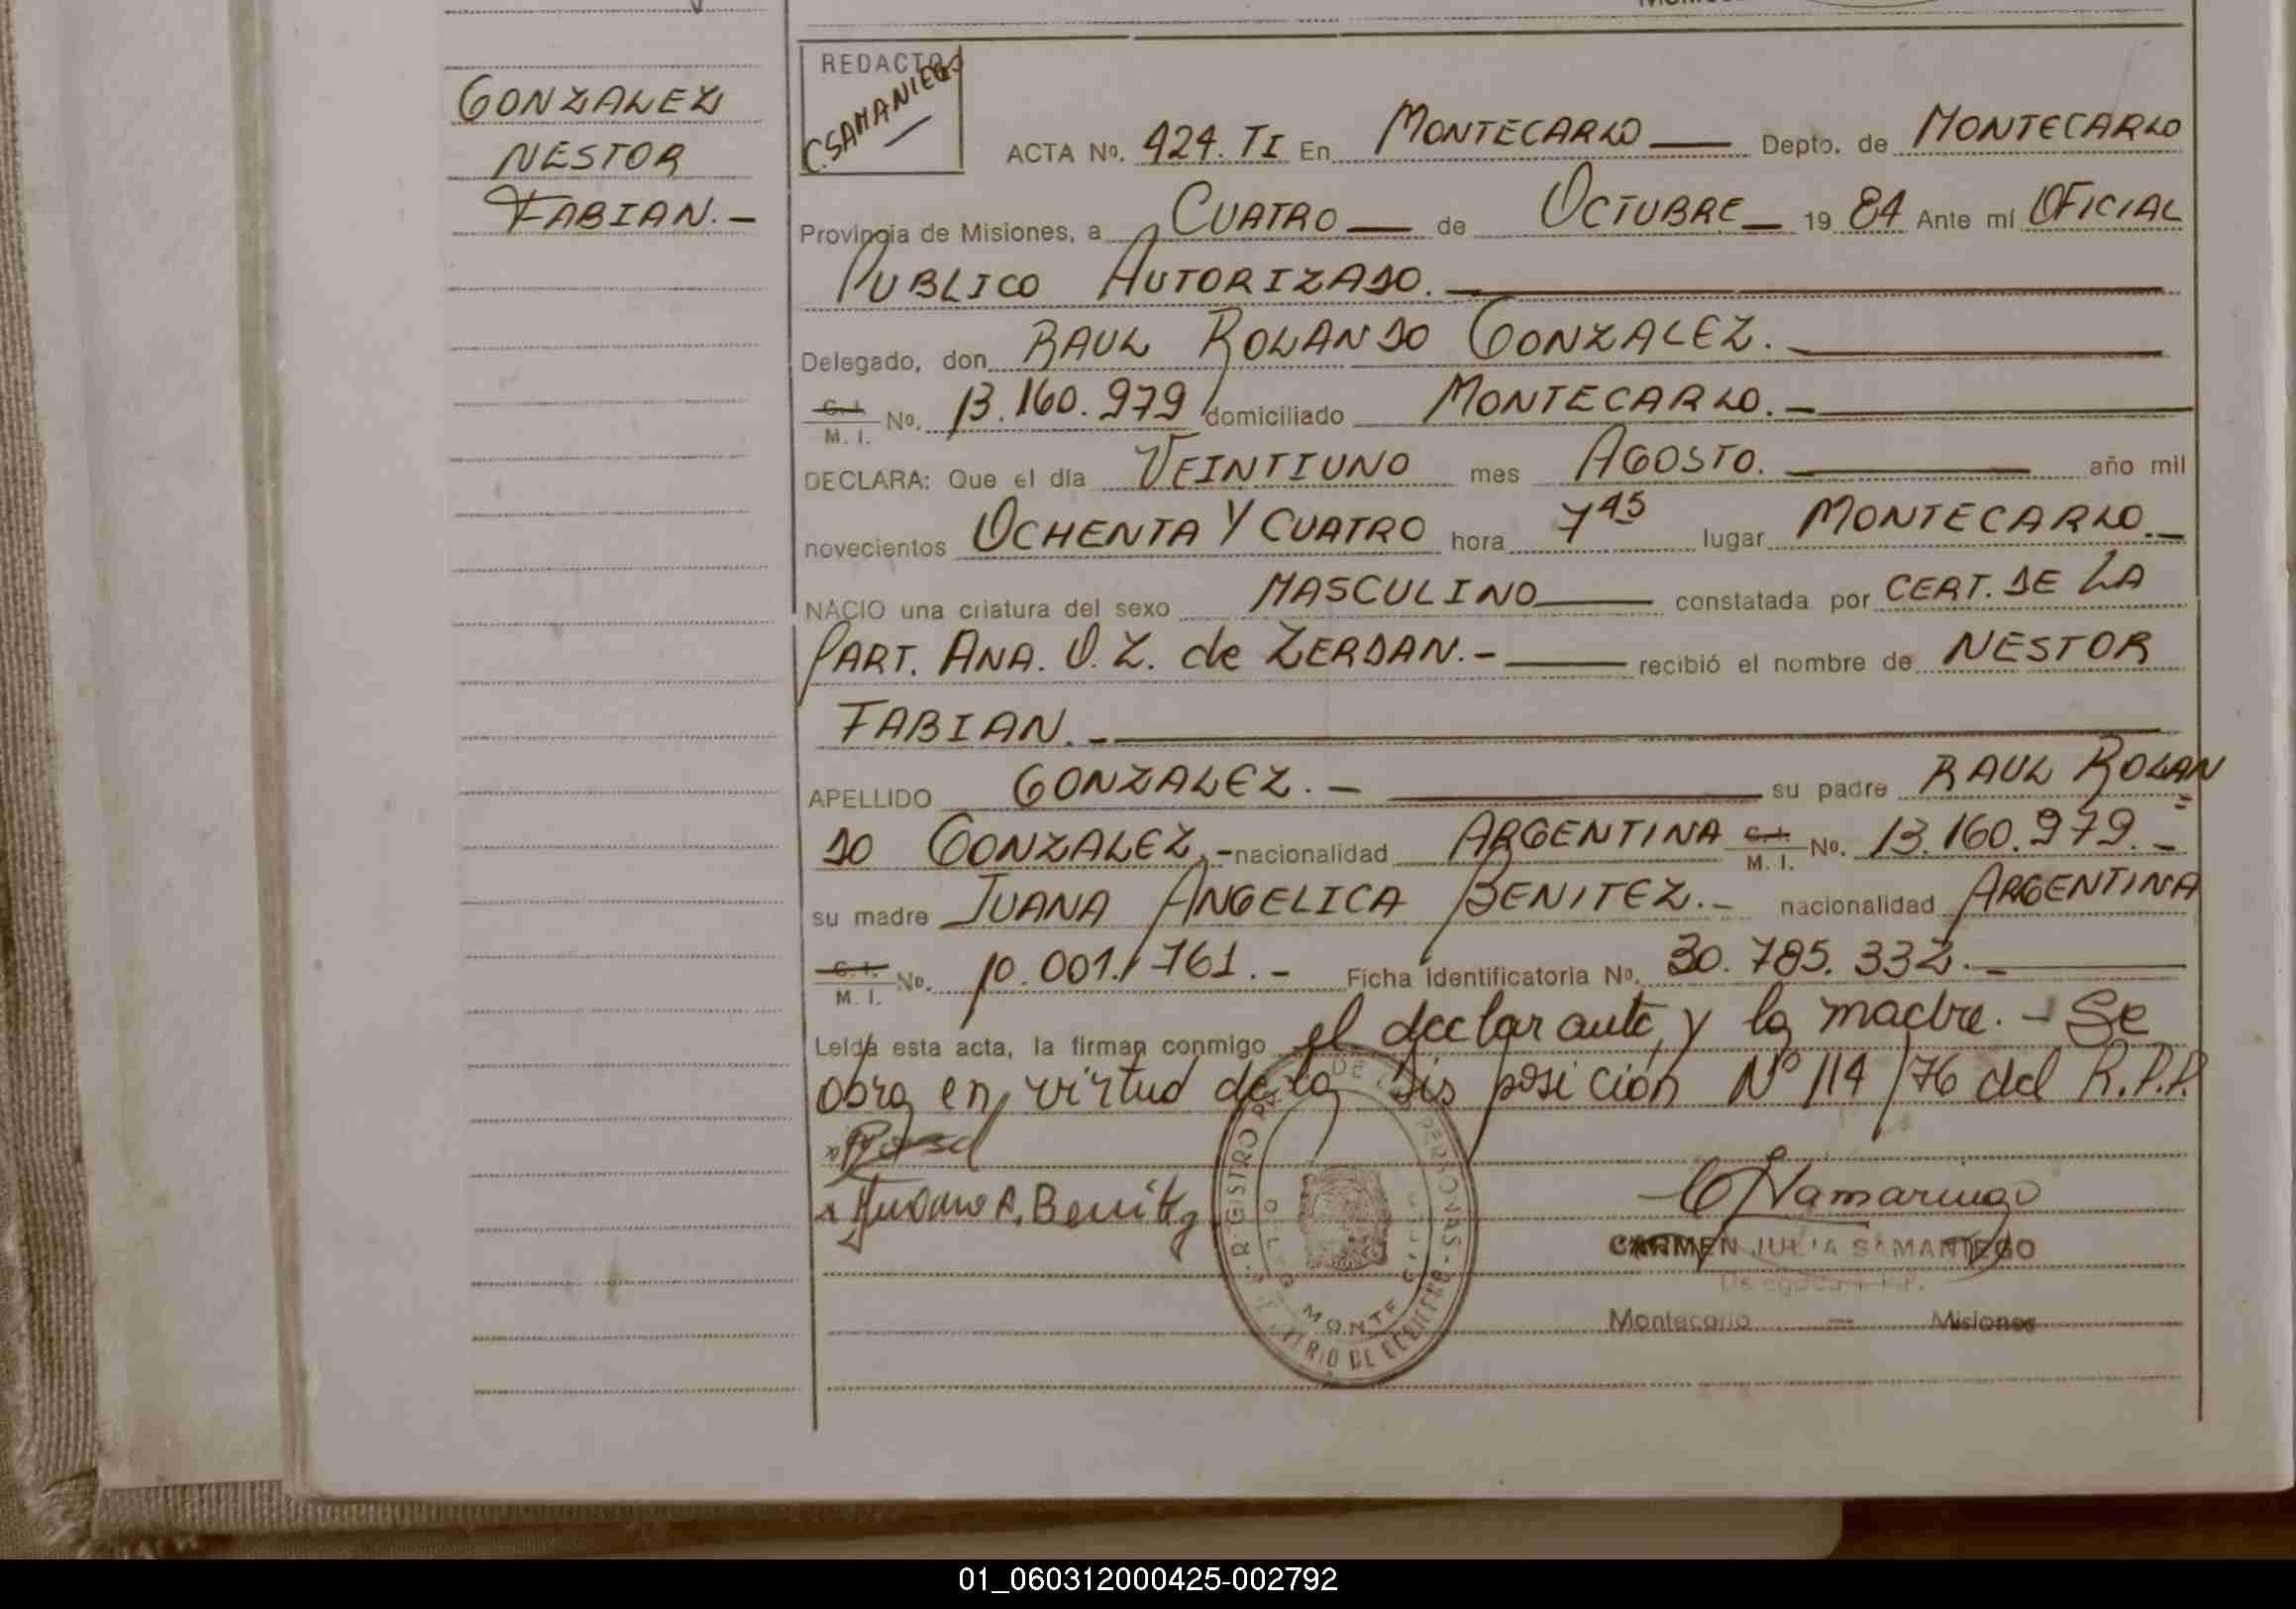 GONZALEZ
NESTOR
FABIAN.-
REDACTOR
C.SAMANIEGO
ACTA Nº. 424. TI En MONTECARLO Depto. de MONTECARLO
Provincia de Misiones, a CUATRO de OCTUBRE 19 84 Ante mí OFICIAL
PUBLICO AUTORIZADO.
Delegado, don RAUL ROLANDO GONZALEZ.
C. I. M. I. Nº. 13.160.979 domiciliado MONTECARLO.-
DECLARA: Que el día VEINTIUNO mes AGOSTO. año mil
novecientos OCHENTA Y CUATRO hora 7 45 lugar MONTECARLO.-
NACIO una criatura del sexo MASCULINO constatada por CERT. DE LA
PART. ANA. O. Z. de ZERDAN.- recibió el nombre de NESTOR
FABIAN.-
APELLIDO GONZALEZ.- su padre RAUL ROLAN=
DO GONZALEZ.- nacionalidad ARGENTINA C. I. M. I. Nº. 13.160.979.-
su madre JUANA ANGELICA BENITEZ.- nacionalidad ARGENTINA
C. I. M. I. Nº. 10.001.761.- Ficha identificatoria Nº. 30.785.332.-
Leída esta acta, la firman conmigo el declarante, y la madre.- Se
obra en virtud de la Disposición Nº 114/76 del R.P.P.
Juana A. Benitez
CARMEN JULIA SAMANIEGO
Montecarlo — Misiones
01_060312000425-002792